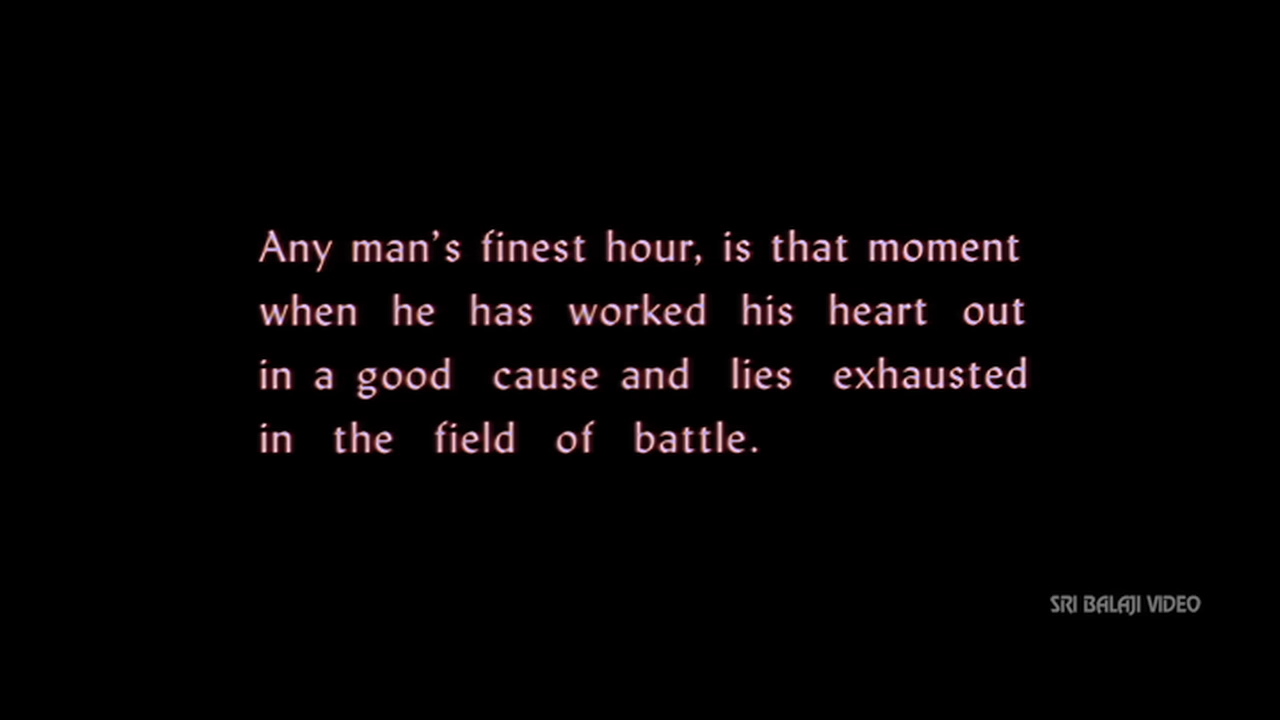 Any man’s finest hour, is that moment
when he has worked his heart out
in a good cause and lies exhausted
in the field of battle.
SRI BALAJI VIDEO